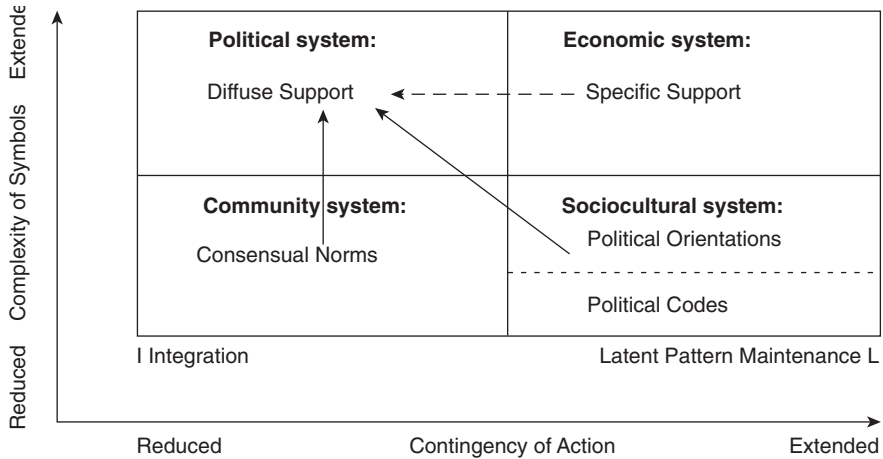 Political system:
Economic system:
Diffuse Support
Specific Support
Community system:
Sociocultural system:
Political Orientations
Consensual Norms
Political Codes
I Integration
Latent Pattern Maintenance L
Reduced
Contingency of Action
Extended
Reduced
Complexity of Symbols